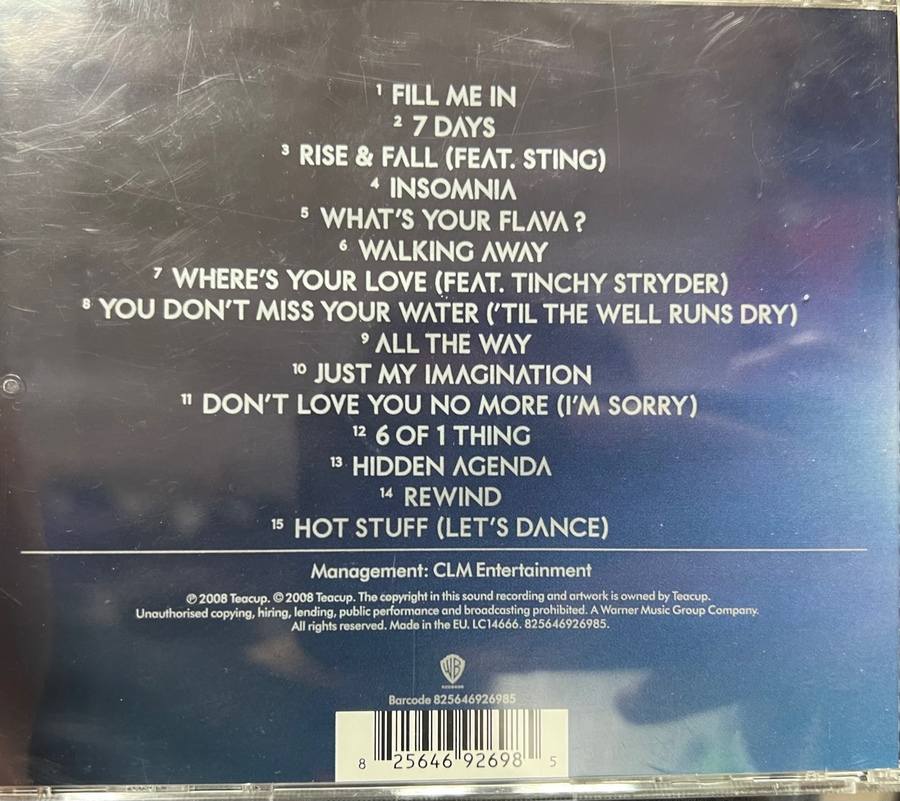 1 FILL ME IN
2 7 DAYS
3 RISE & FALL (FEAT. STING)
4 INSOMNIA
5 WHAT'S YOUR FLAVA?
6 WALKING AWAY
7 WHERE'S YOUR LOVE (FEAT. TINCHY STRYDER)
8 YOU DON'T MISS YOUR WATER ('TIL THE WELL RUNS DRY)
9 ALL THE WAY
10 JUST MY IMAGINATION
11 DON'T LOVE YOU NO MORE (I'M SORRY)
12 6 OF 1 THING
13 HIDDEN AGENDA
14 REWIND
15 HOT STUFF (LET'S DANCE)
Management: CLM Entertainment
℗ 2008 Teacup. © 2008 Teacup. The copyright in this sound recording and artwork is owned by Teacup.
Unauthorised copying, hiring, lending, public performance and broadcasting prohibited. A Warner Music Group Company.
All rights reserved. Made in the EU. LC14666. 825646926985.
WB
RECORDS
Barcode 825646926985
8 25646 92698 5